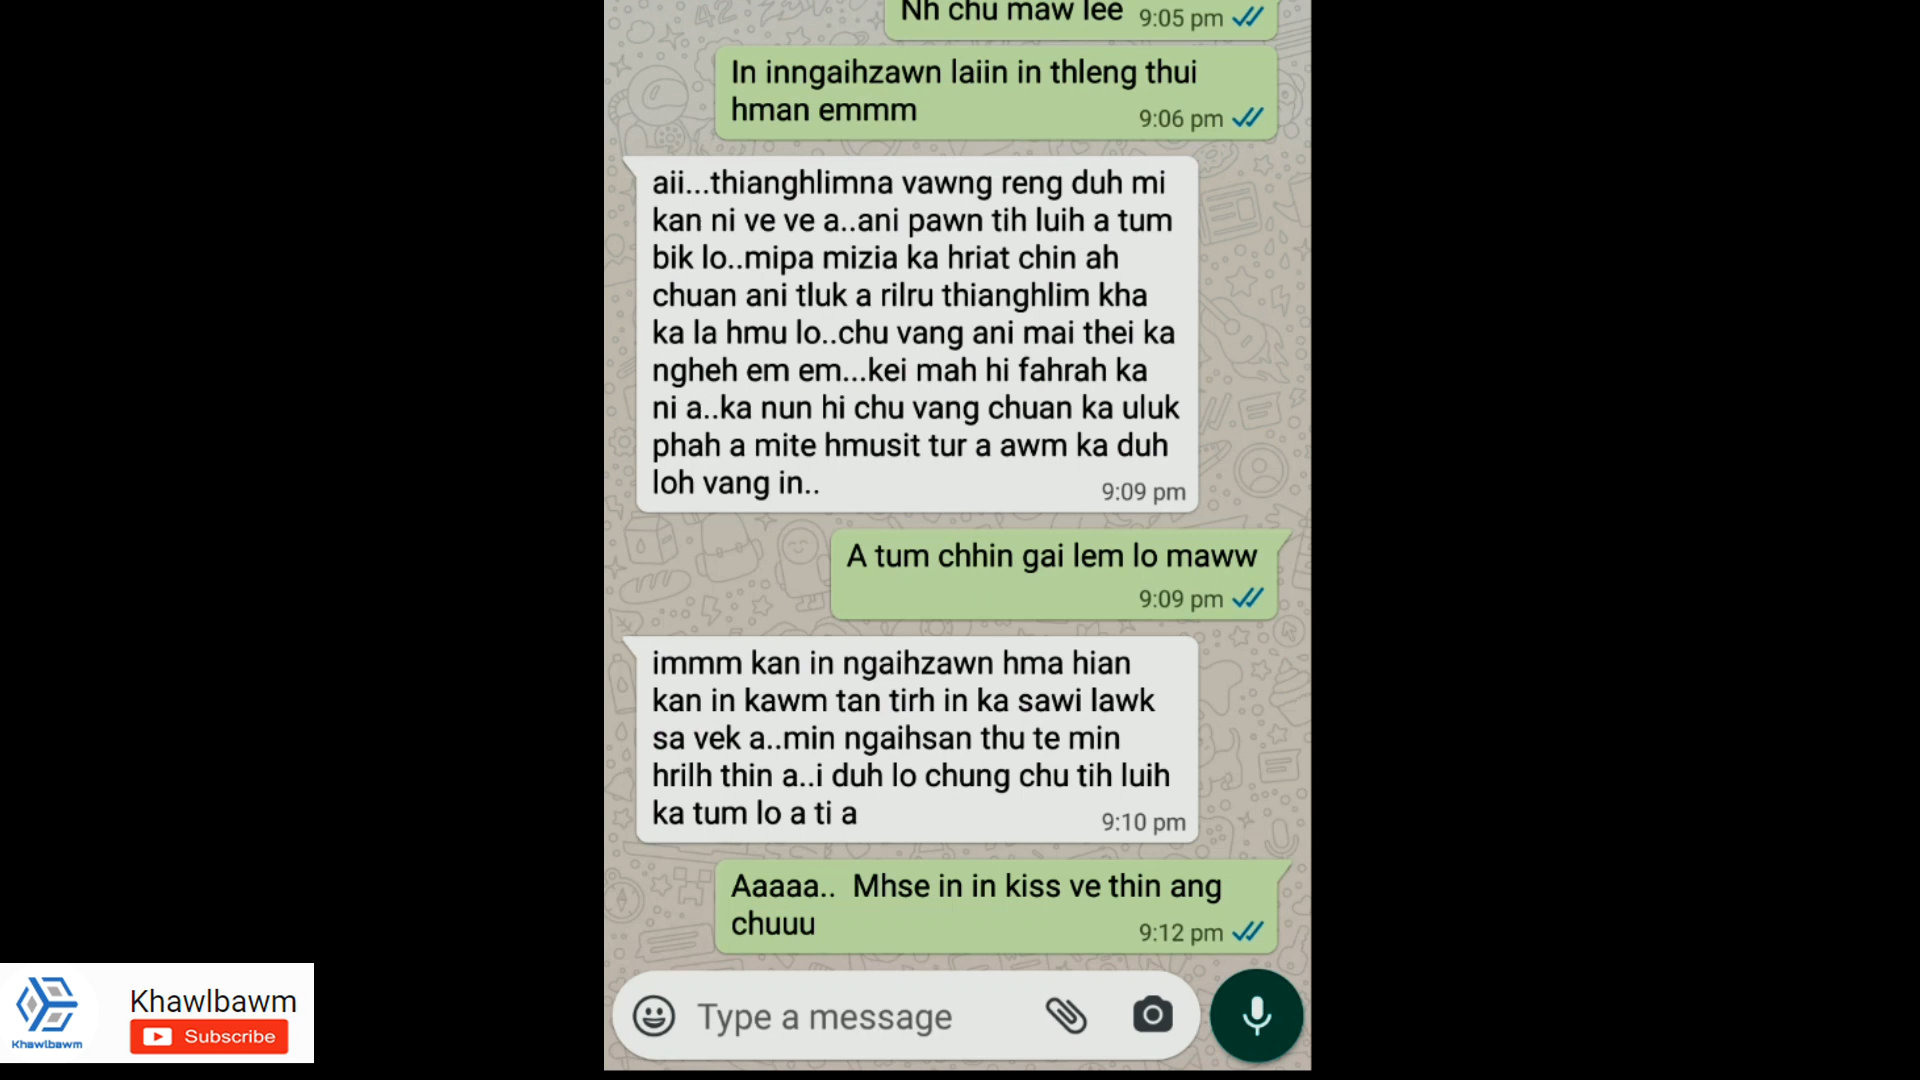 Nh chu maw lee 9:05 pm
In inngaihzawn laiin in thleng thui
hman emmm 9:06 pm
aii...thianghlimna vawng reng duh mi
kan ni ve ve a..ani pawn tih luih a tum
bik lo..mipa mizia ka hriat chin ah
chuan ani tluk a rilru thianghlim kha
ka la hmu lo..chu vang ani mai thei ka
ngheh em em...kei mah hi fahrah ka
ni a..ka nun hi chu vang chuan ka uluk
phah a mite hmusit tur a awm ka duh
loh vang in.. 9:09 pm
A tum chhin gai lem lo maww
9:09 pm
immm kan in ngaihzawn hma hian
kan in kawm tan tirh in ka sawi lawk
sa vek a..min ngaihsan thu te min
hrilh thin a..i duh lo chung chu tih luih
ka tum lo a ti a 9:10 pm
Aaaaa.. Mhse in in kiss ve thin ang
chuuu 9:12 pm
Type a message
Khawlbawm
Khawlbawm
Subscribe